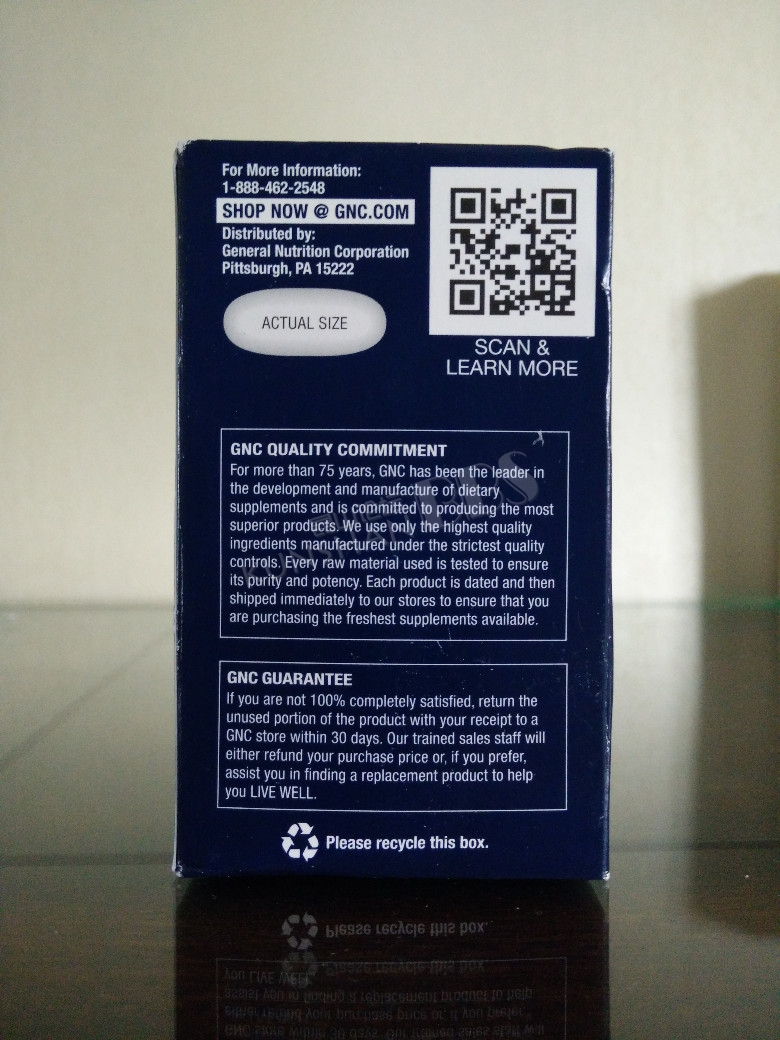 For More Information:
1-888-462-2548
SHOP NOW @ GNC.COM
Distributed by:
General Nutrition Corporation
Pittsburgh, PA 15222
ACTUAL SIZE
SCAN &
LEARN MORE
GNC QUALITY COMMITMENT
For more than 75 years, GNC has been the leader in
the development and manufacture of dietary
supplements and is committed to producing the most
superior products. We use only the highest quality
ingredients manufactured under the strictest quality
controls. Every raw material used is tested to ensure
its purity and potency. Each product is dated and then
shipped immediately to our stores to ensure that you
are purchasing the freshest supplements available.
GNC GUARANTEE
If you are not 100% completely satisfied, return the
unused portion of the product with your receipt to a
GNC store within 30 days. Our trained sales staff will
either refund your purchase price or, if you prefer,
assist you in finding a replacement product to help
you LIVE WELL.
Please recycle this box.